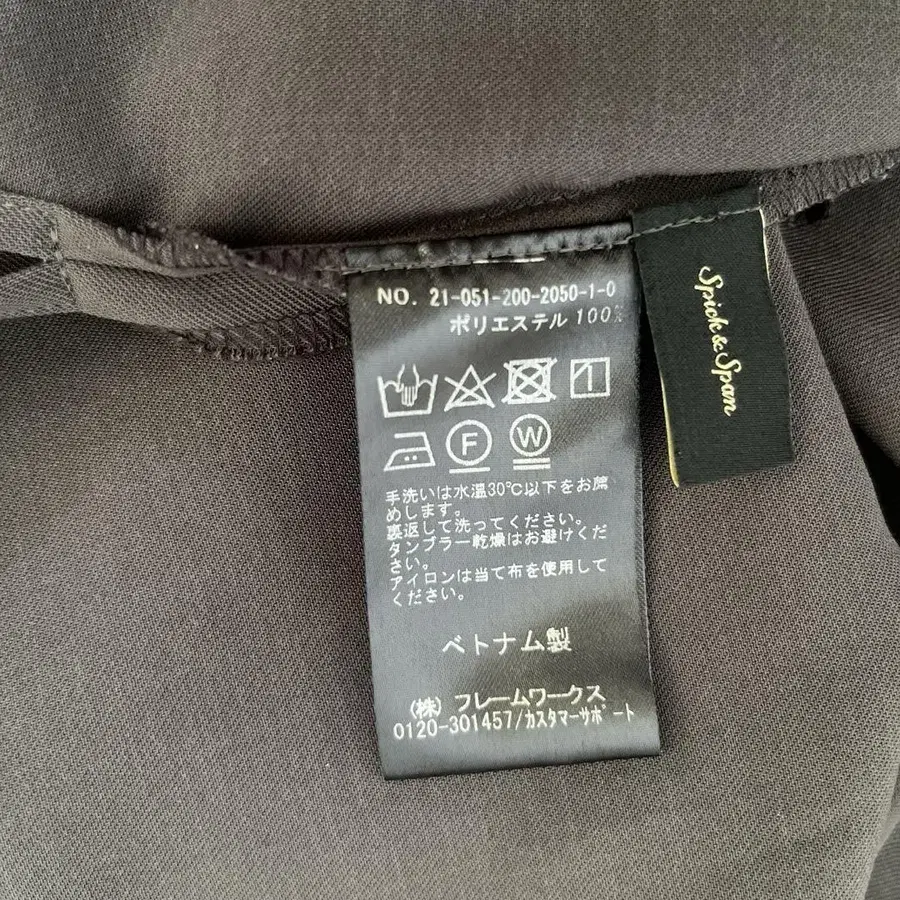 NO. 21-051-200-2050-1-0
ポリエステル 100%
1
F W
手洗いは水温30℃以下をお薦
めします。
裏返して洗ってください。
タンブラー乾燥はお避けくだ
さい。
アイロンは当て布を使用して
ください。
ベトナム製
(株) フレームワークス
0120-301457/カスタマーサポート
Spick&Span